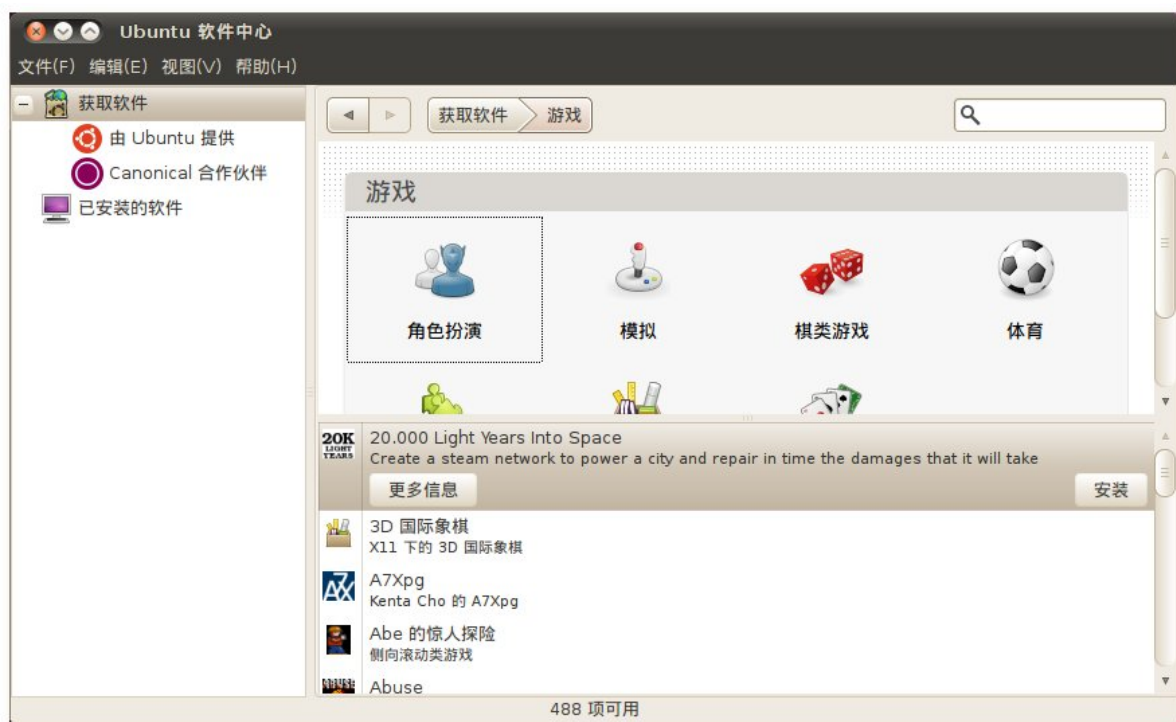 Ubuntu 软件中心
文件(F) 编辑(E) 视图(V) 帮助(H)
获取软件
由 Ubuntu 提供
Canonical 合作伙伴
已安装的软件
获取软件 游戏
游戏
角色扮演 模拟 棋类游戏 体育
20K
LIGHT
YEARS
20.000 Light Years Into Space
Create a steam network to power a city and repair in time the damages that it will take
更多信息 安装
3D 国际象棋
X11 下的 3D 国际象棋
A7X
A7Xpg
Kenta Cho 的 A7Xpg
Abe 的惊人探险
侧向滚动类游戏
ABUSE
Abuse
488 项可用